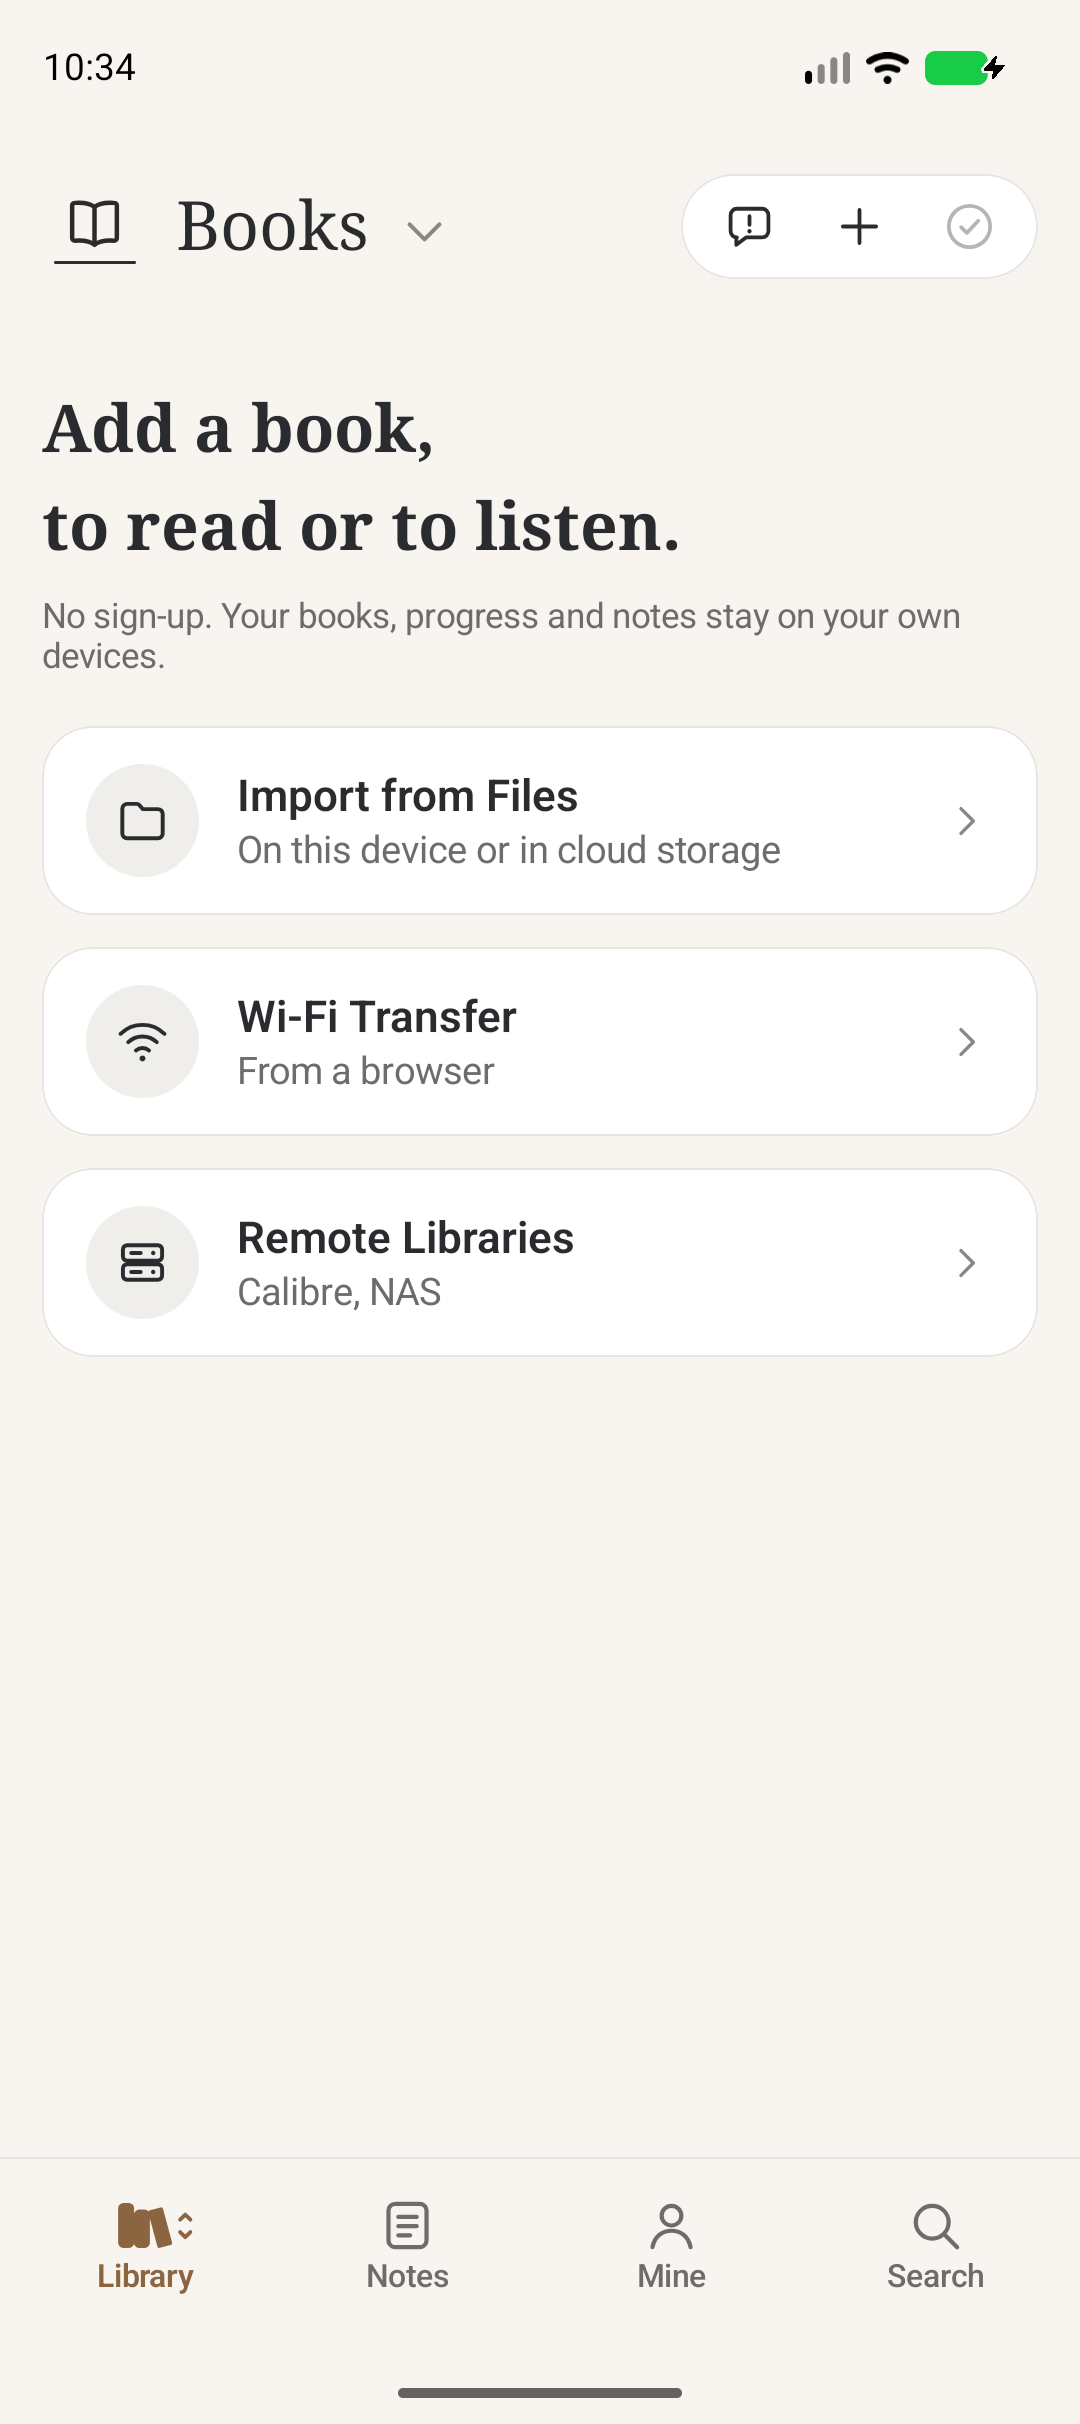 10:34
Books
Add a book,
to read or to listen.
No sign-up. Your books, progress and notes stay on your own
devices.
Import from Files
On this device or in cloud storage
Wi-Fi Transfer
From a browser
Remote Libraries
Calibre, NAS
Library
Notes
Mine
Search